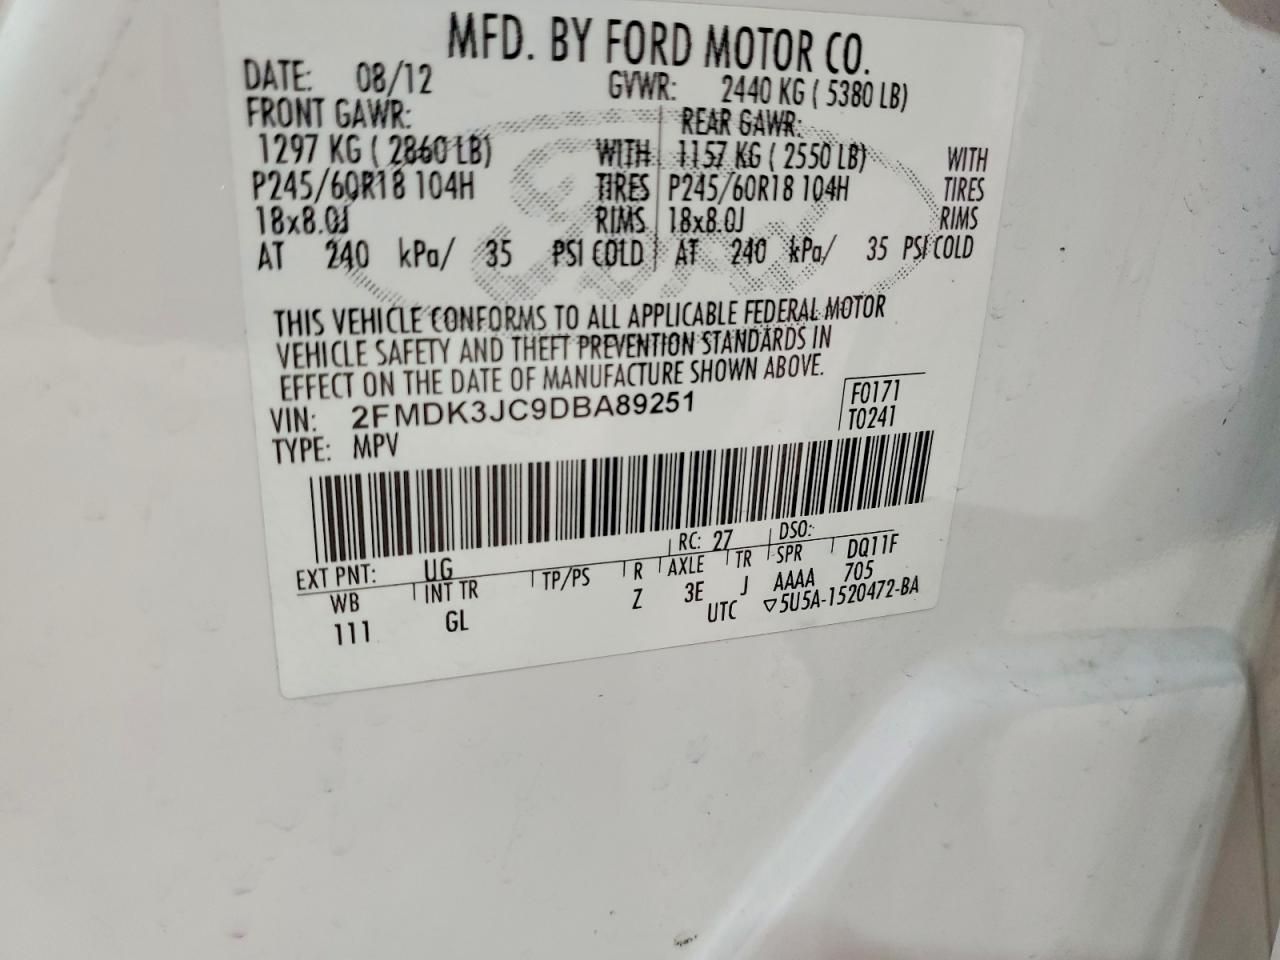 MFD. BY FORD MOTOR CO.
DATE: 08/12 GVWR: 2440 KG ( 5380 LB)
FRONT GAWR: REAR GAWR:
1297 KG ( 2860 LB) WITH 1157 KG ( 2550 LB) WITH
P245/60R18 104H TIRES P245/60R18 104H TIRES
18x8.0J RIMS 18x8.0J RIMS
AT 240 kPa/ 35 PSI COLD AT 240 kPa/ 35 PSI COLD
THIS VEHICLE CONFORMS TO ALL APPLICABLE FEDERAL MOTOR
VEHICLE SAFETY AND THEFT PREVENTION STANDARDS IN
EFFECT ON THE DATE OF MANUFACTURE SHOWN ABOVE.
VIN: 2FMDK3JC9DBA89251 F0171
TYPE: MPV T0241
EXT PNT: UG RC: 27 DSO:
WB INT TR TP/PS R AXLE TR SPR DQ11F
111 GL Z 3E J AAAA 705
UTC ▽5U5A-1520472-BA